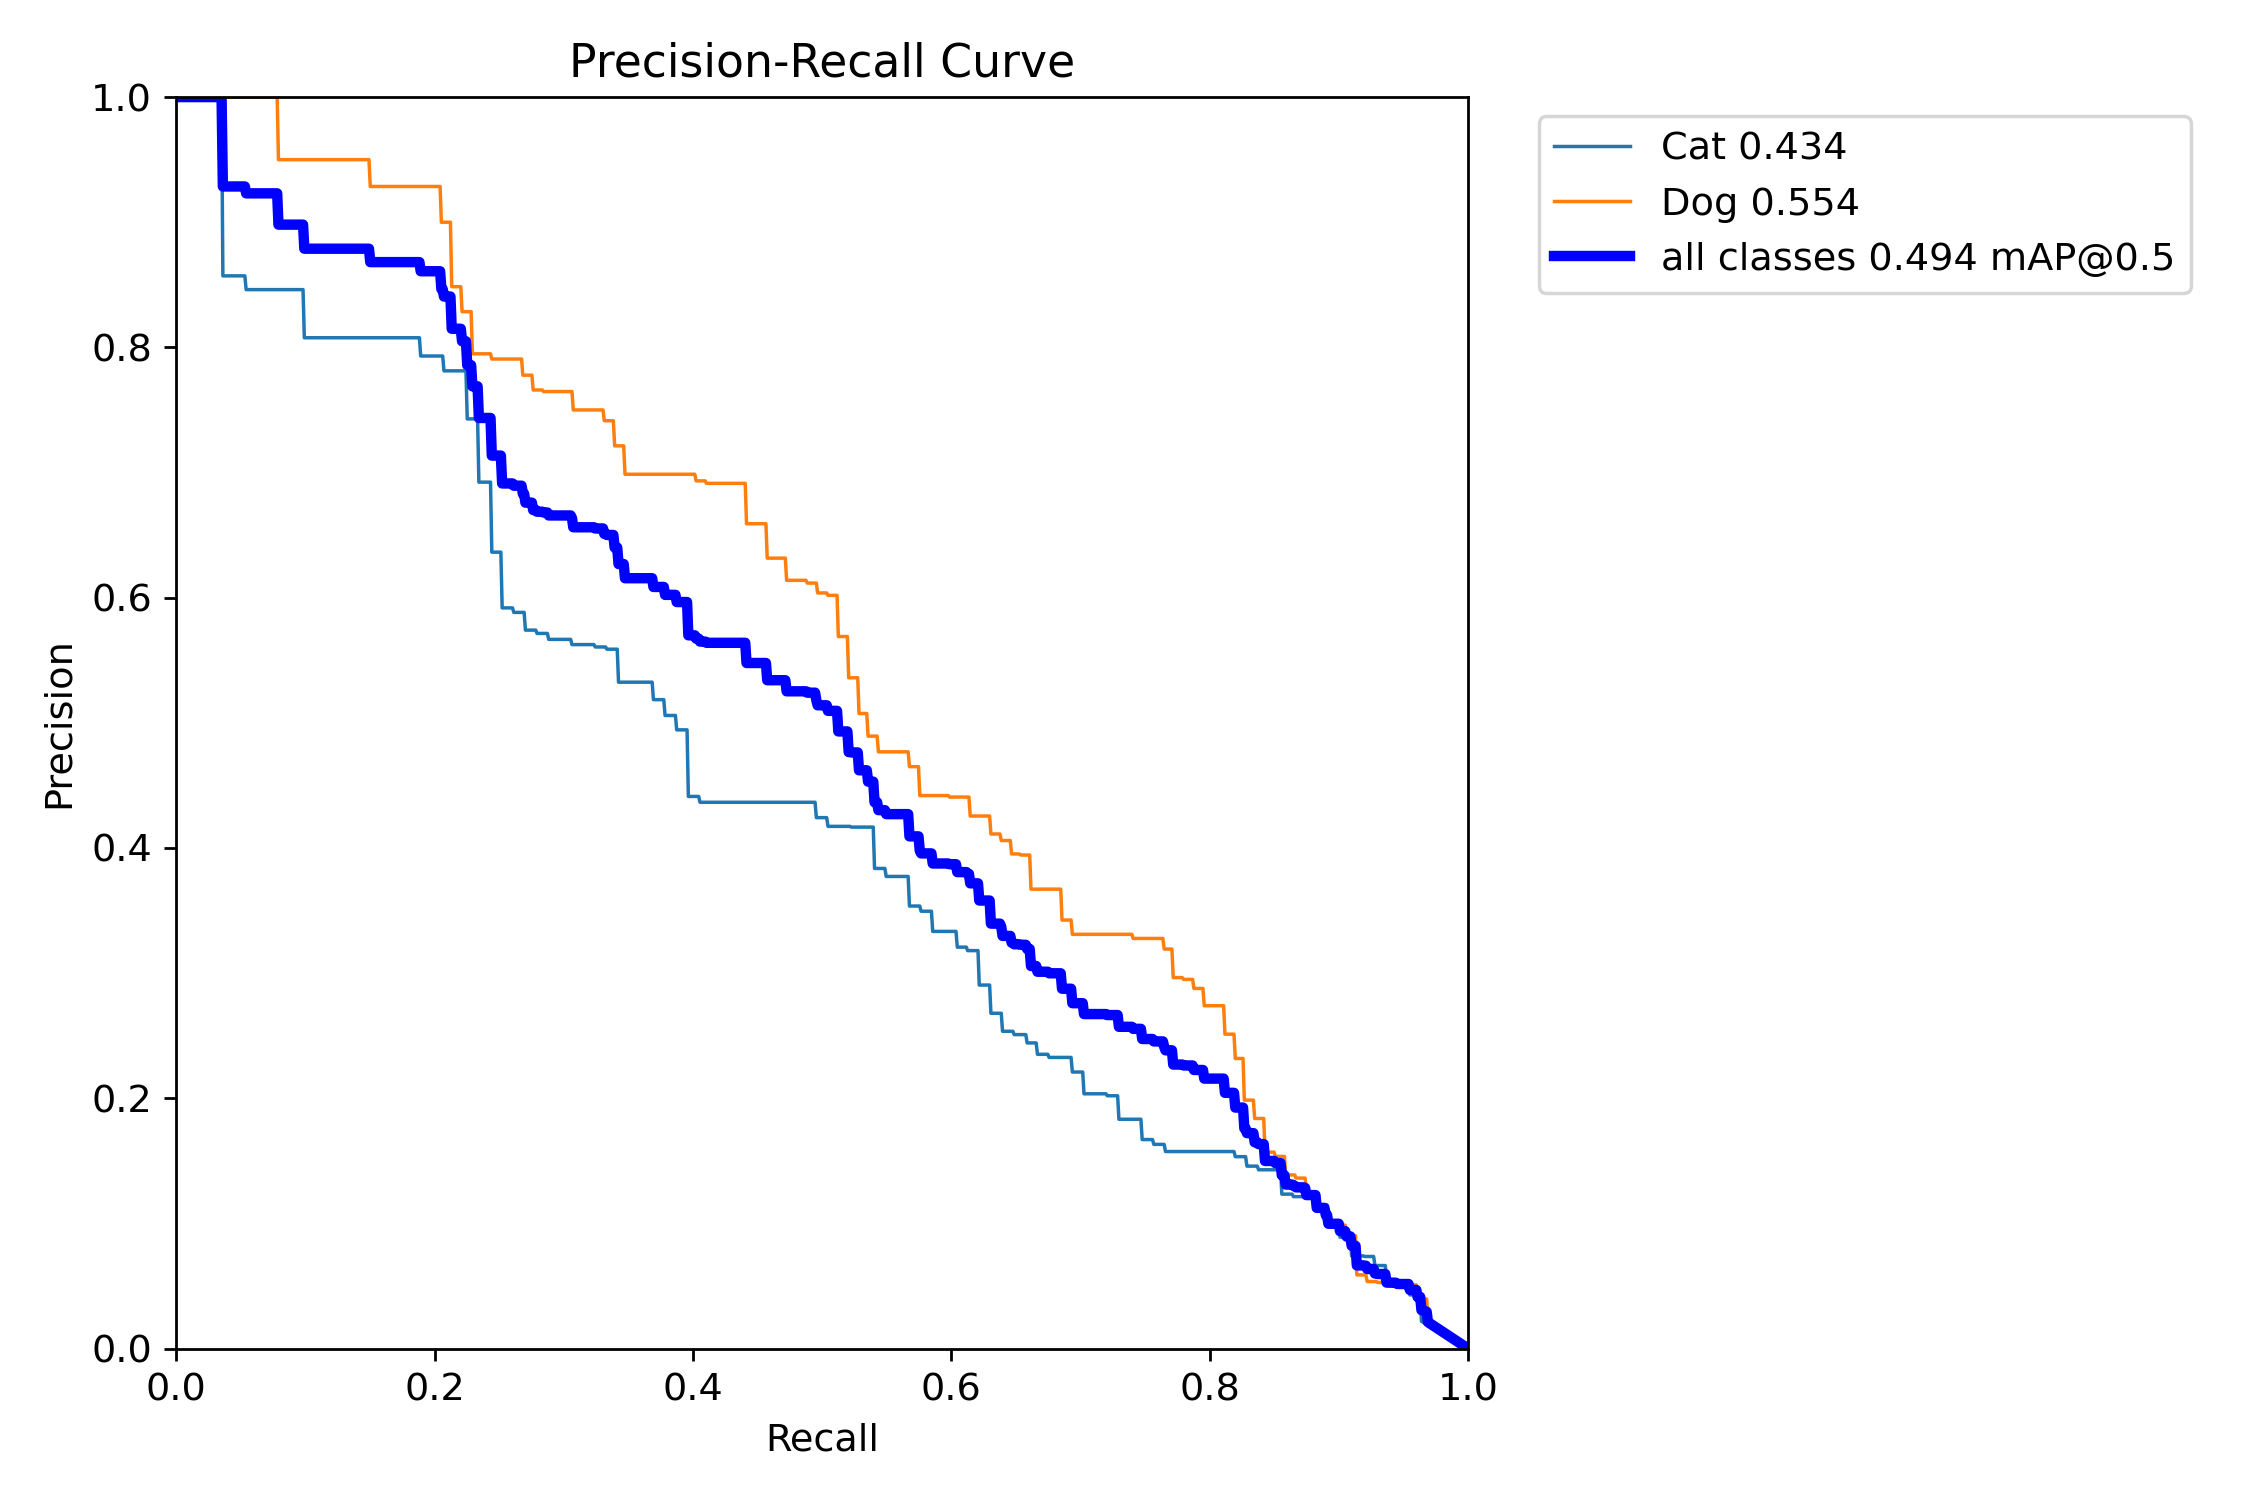 Precision-Recall Curve
1.0
0.8
0.6
0.4
0.2
0.0
Precision
0.0 0.2 0.4 0.6 0.8 1.0
Recall
Cat 0.434
Dog 0.554
all classes 0.494 mAP@0.5